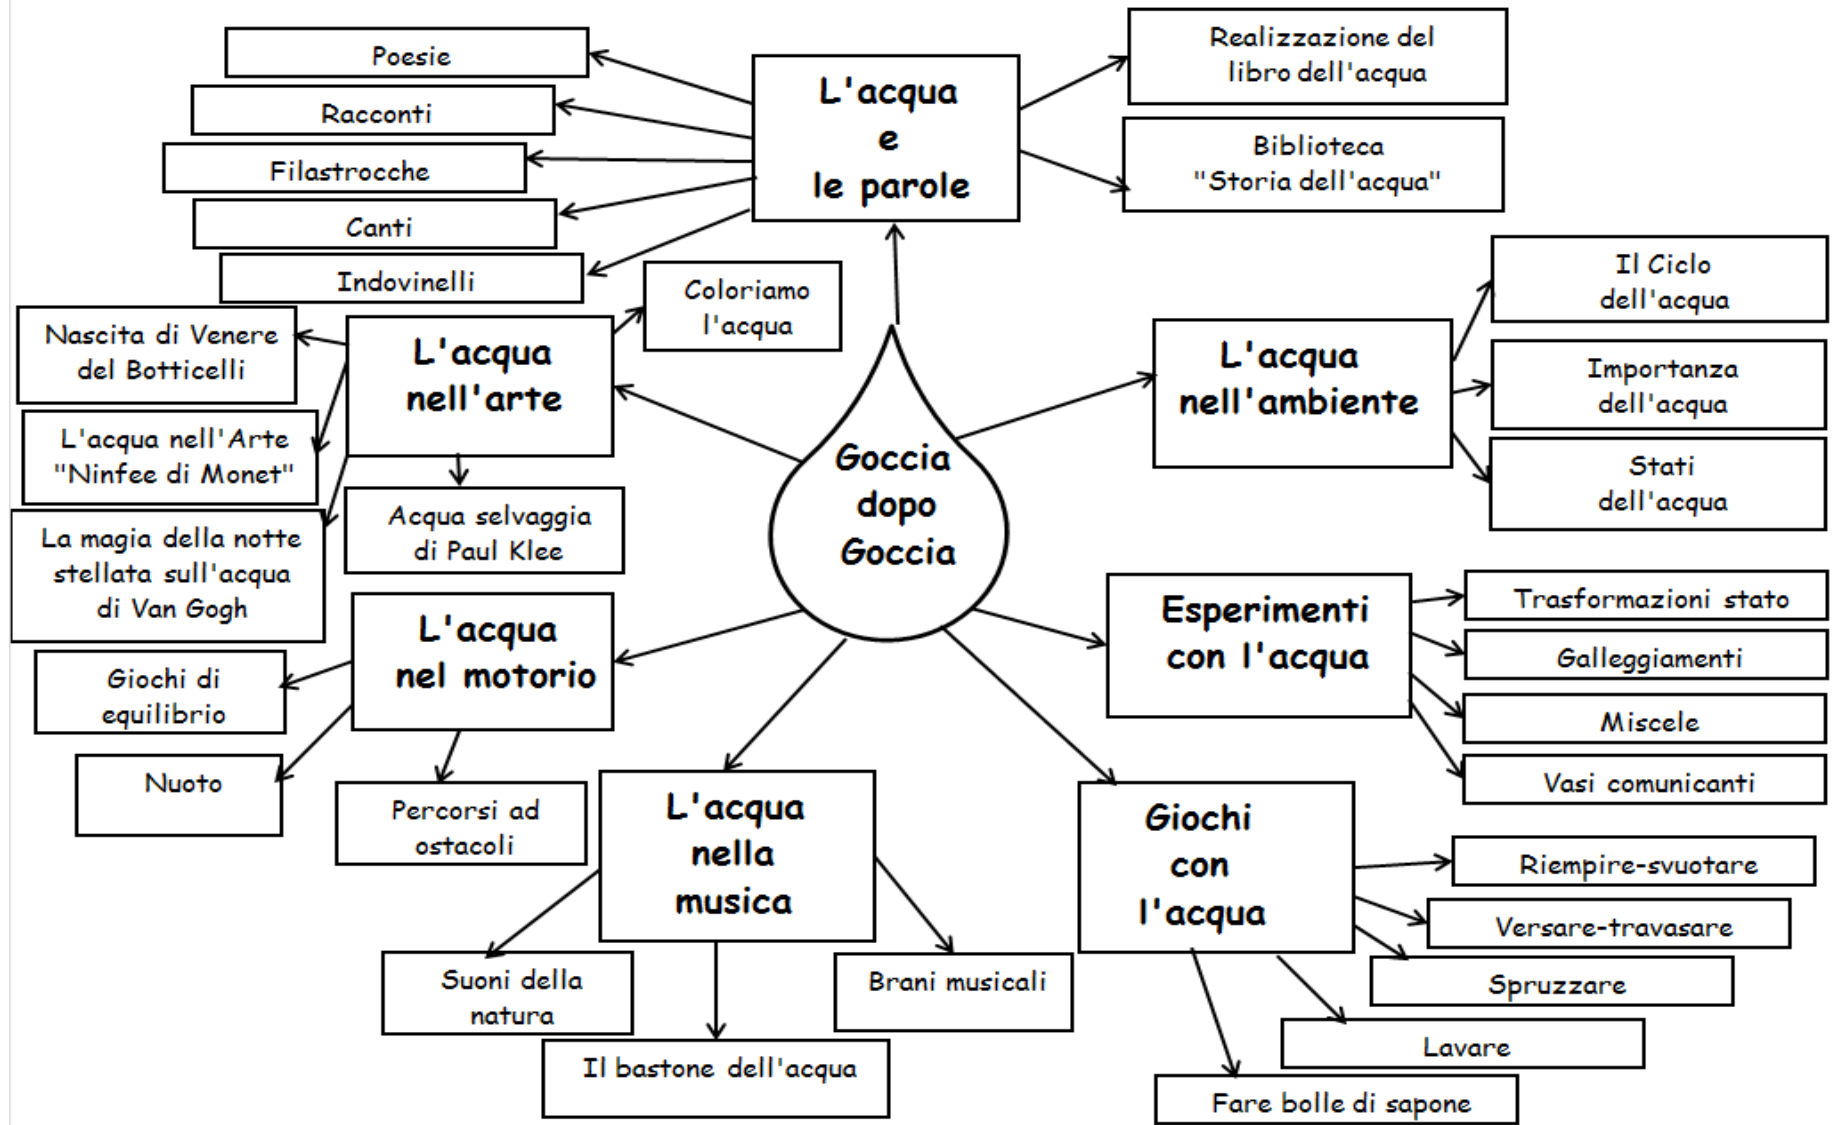 Poesie
Racconti
Filastrocche
Canti
Indovinelli
L'acqua
e
le parole
Realizzazione del
libro dell'acqua
Biblioteca
"Storia dell'acqua"
Coloriamo
l'acqua
Nascita di Venere
del Botticelli
L'acqua
nell'arte
L'acqua nell'Arte
"Ninfee di Monet"
La magia della notte
stellata sull'acqua
di Van Gogh
Acqua selvaggia
di Paul Klee
Goccia
dopo
Goccia
L'acqua
nell'ambiente
Il Ciclo
dell'acqua
Importanza
dell'acqua
Stati
dell'acqua
Esperimenti
con l'acqua
Trasformazioni stato
Galleggiamenti
Miscele
Vasi comunicanti
L'acqua
nel motorio
Giochi di
equilibrio
Nuoto
Percorsi ad
ostacoli
L'acqua
nella
musica
Suoni della
natura
Il bastone dell'acqua
Brani musicali
Giochi
con
l'acqua
Riempire-svuotare
Versare-travasare
Spruzzare
Lavare
Fare bolle di sapone